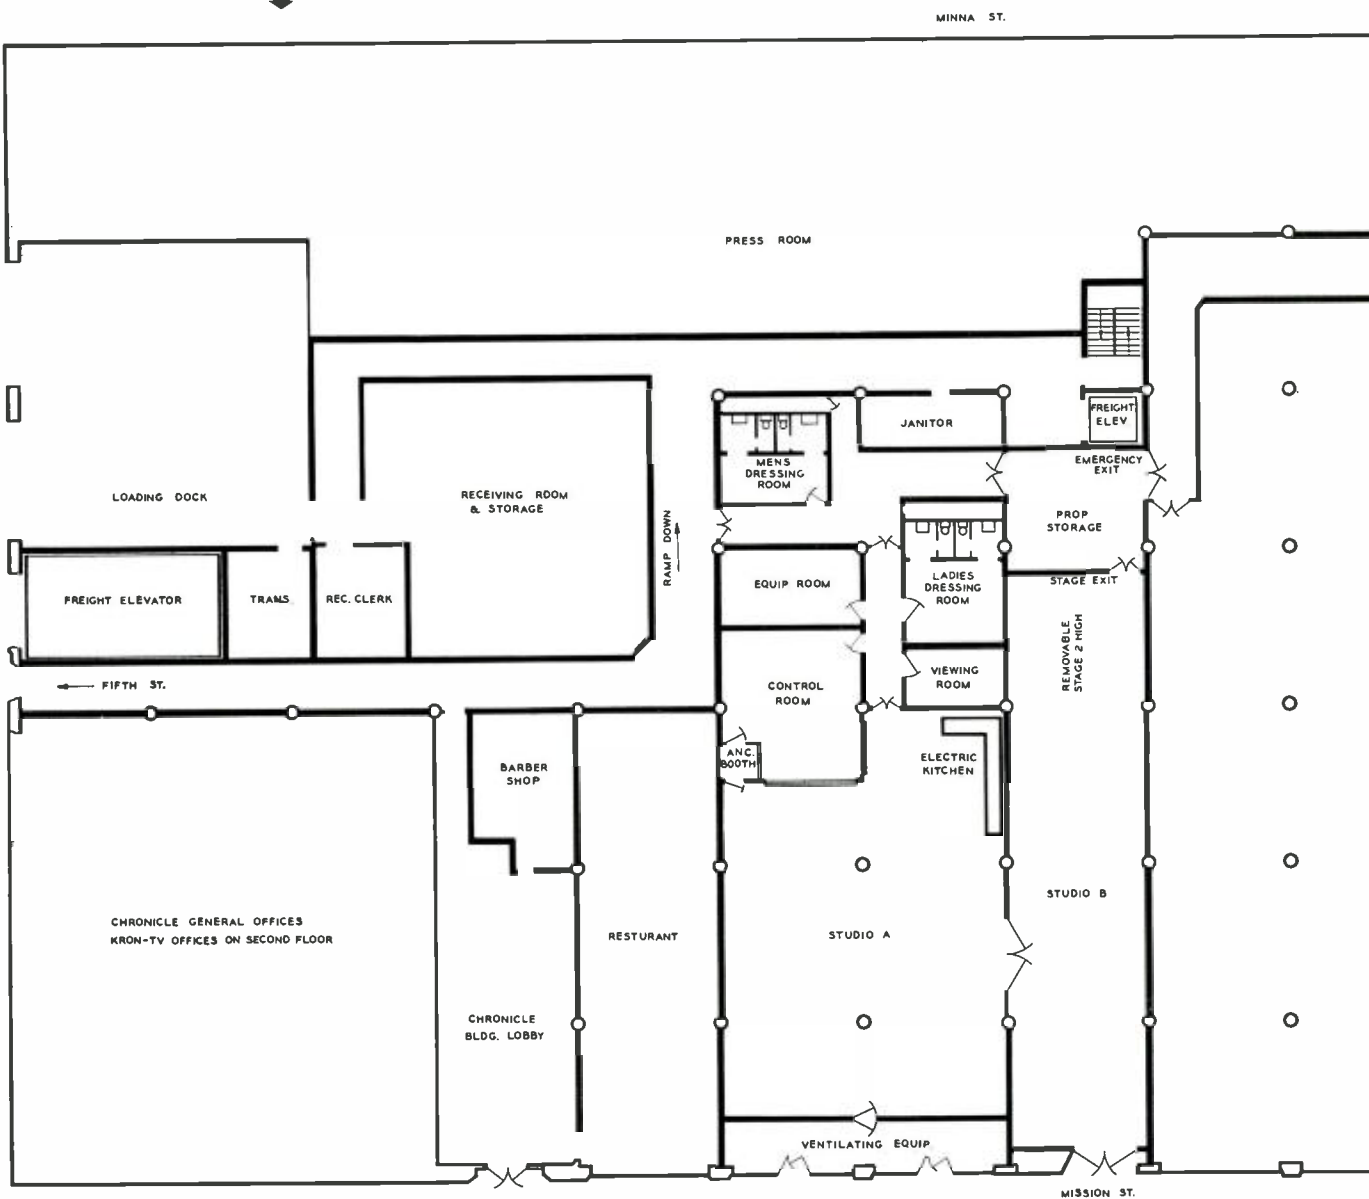 MINNA ST.
PRESS ROOM
FREIGHT
ELEV
JANITOR
MENS
DRESSING
ROOM
EMERGENCY
EXIT
LOADING DOCK
RECEIVING ROOM
& STORAGE
PROP
STORAGE
RAMP DOWN
FREIGHT ELEVATOR
TRANS.
REC. CLERK
EQUIP ROOM
LADIES
DRESSING
ROOM
STAGE EXIT
REMOVABLE
STAGE 2 HIGH
FIFTH ST.
CONTROL
ROOM
VIEWING
ROOM
BARBER
SHOP
ANC.
BOOTH
ELECTRIC
KITCHEN
CHRONICLE GENERAL OFFICES
KRON-TV OFFICES ON SECOND FLOOR
RESTURANT
STUDIO A
STUDIO B
CHRONICLE
BLDG. LOBBY
VENTILATING EQUIP.
MISSION ST.